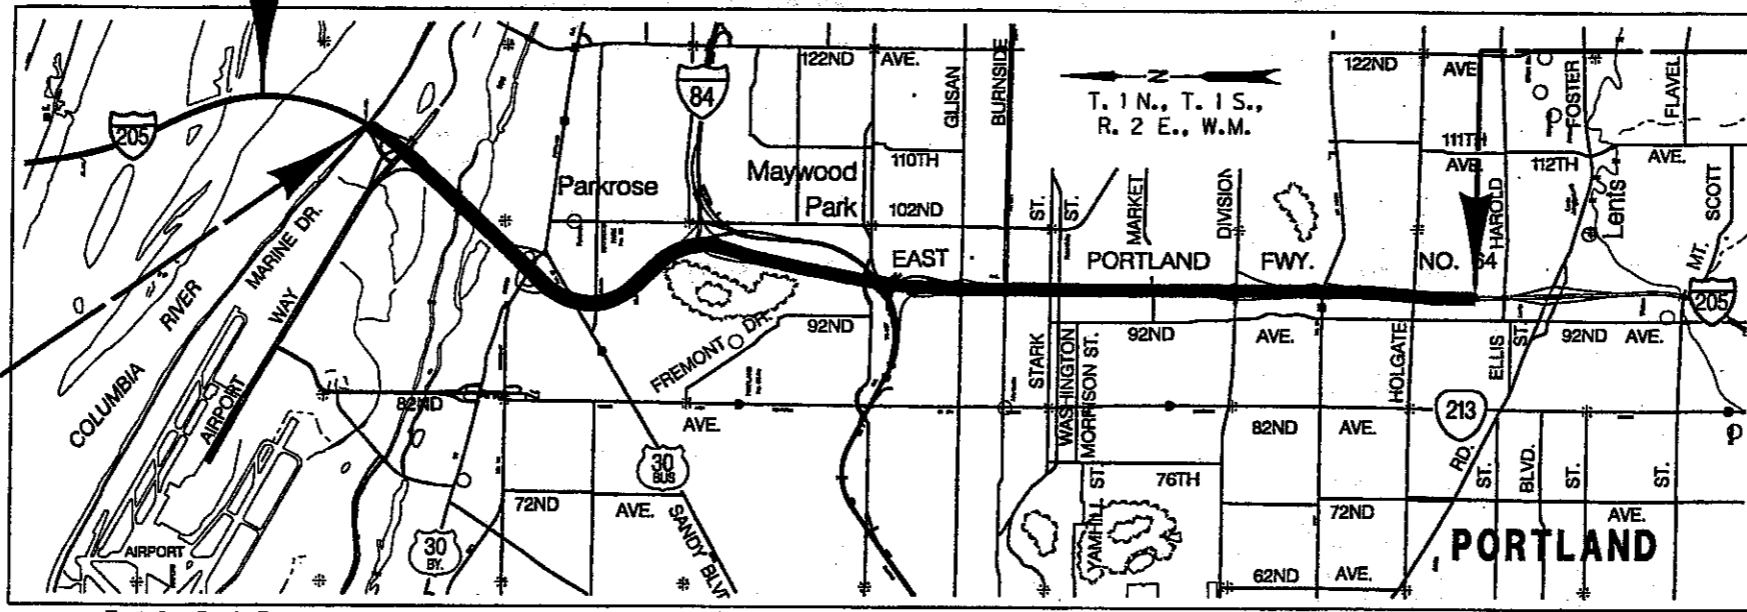 122ND
AVE.
84
205
GLISAN
BURNSIDE
N
T. 1 N., T. 1 S.,
R. 2 E., W.M.
122ND
AVE
FOSTER
FLAVEL
111TH
AVE.
112TH
AVE.
110TH
Maywood
Park
Parkrose
102ND
ST.
ST.
MARKET
DIVISION
HAROLD
Lents
SCOTT
MT.
MARINE DR.
EAST
PORTLAND
FWY.
NO. 64
205
RIVER
WAY
COLUMBIA
AIRPORT
92ND
FREMONT DR.
STARK
WASHINGTON
MORRISON ST.
92ND
AVE.
HOLGATE
ELLIS
ST.
92ND
AVE.
82ND
AVE.
82ND
AVE.
213
RD.
30
BUS
76TH
YAMHILL ST.
ST.
BLVD.
ST.
ST.
72ND
AVE.
SANDY BLV
72ND
AVE.
30
BY.
AIRPORT
62ND
AVE.
PORTLAND